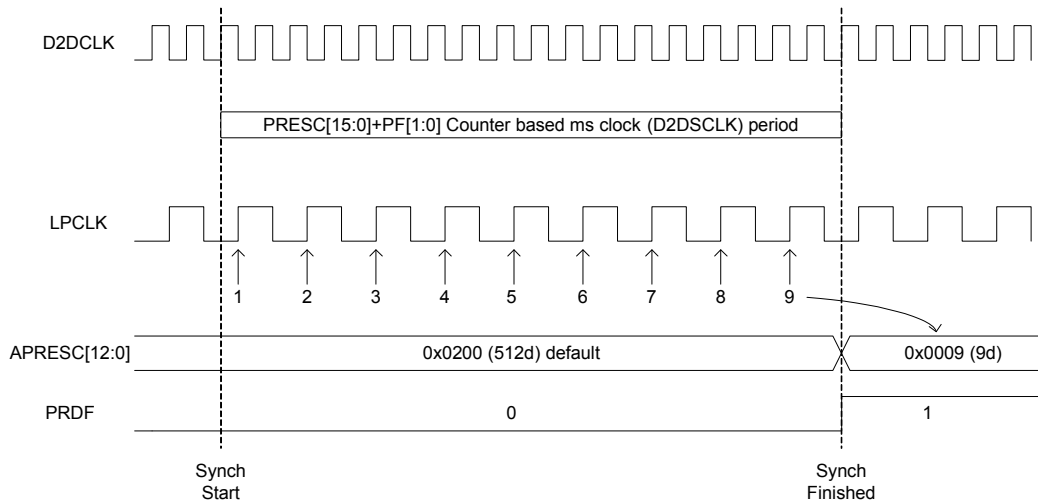 D2DCLK
PRESC[15:0]+PF[1:0] Counter based ms clock (D2DSCLK) period
LPCLK
1 2 3 4 5 6 7 8 9
APRESC[12:0] 0x0200 (512d) default 0x0009 (9d)
PRDF 0 1
Synch Synch
Start Finished